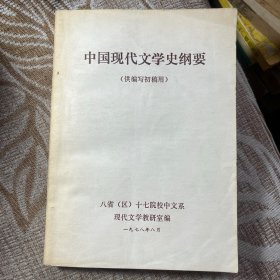 中国现代文学史纲要
(供编写初稿用)
八省(区)十七院校中文系
现代文学教研室编
一九七八年八月